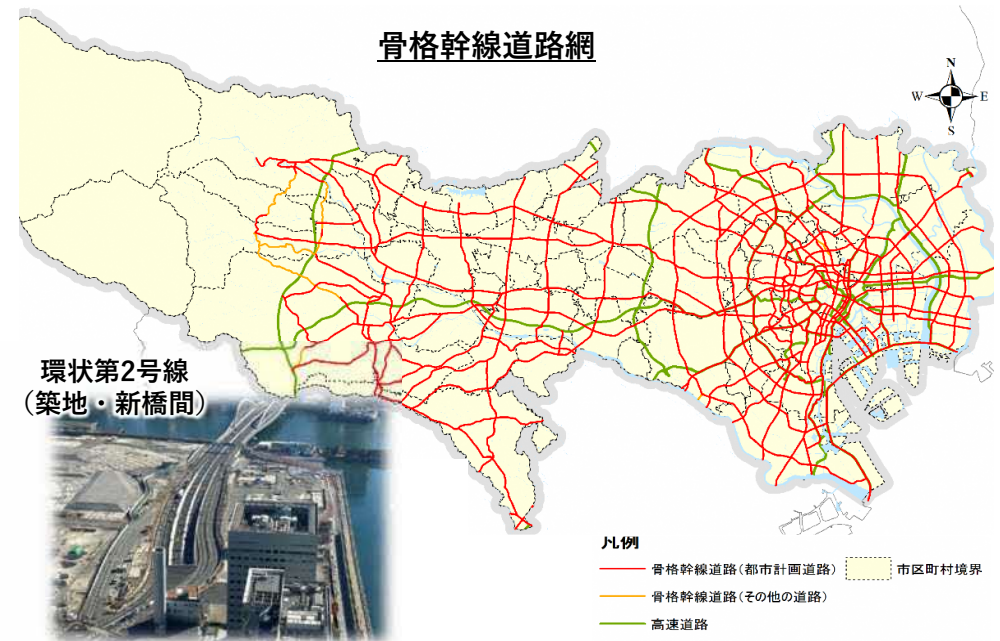 骨格幹線道路網
N
W
E
S
環状第2号線
(築地・新橋間)
凡例
骨格幹線道路(都市計画道路)
市区町村境界
骨格幹線道路(その他の道路)
高速道路